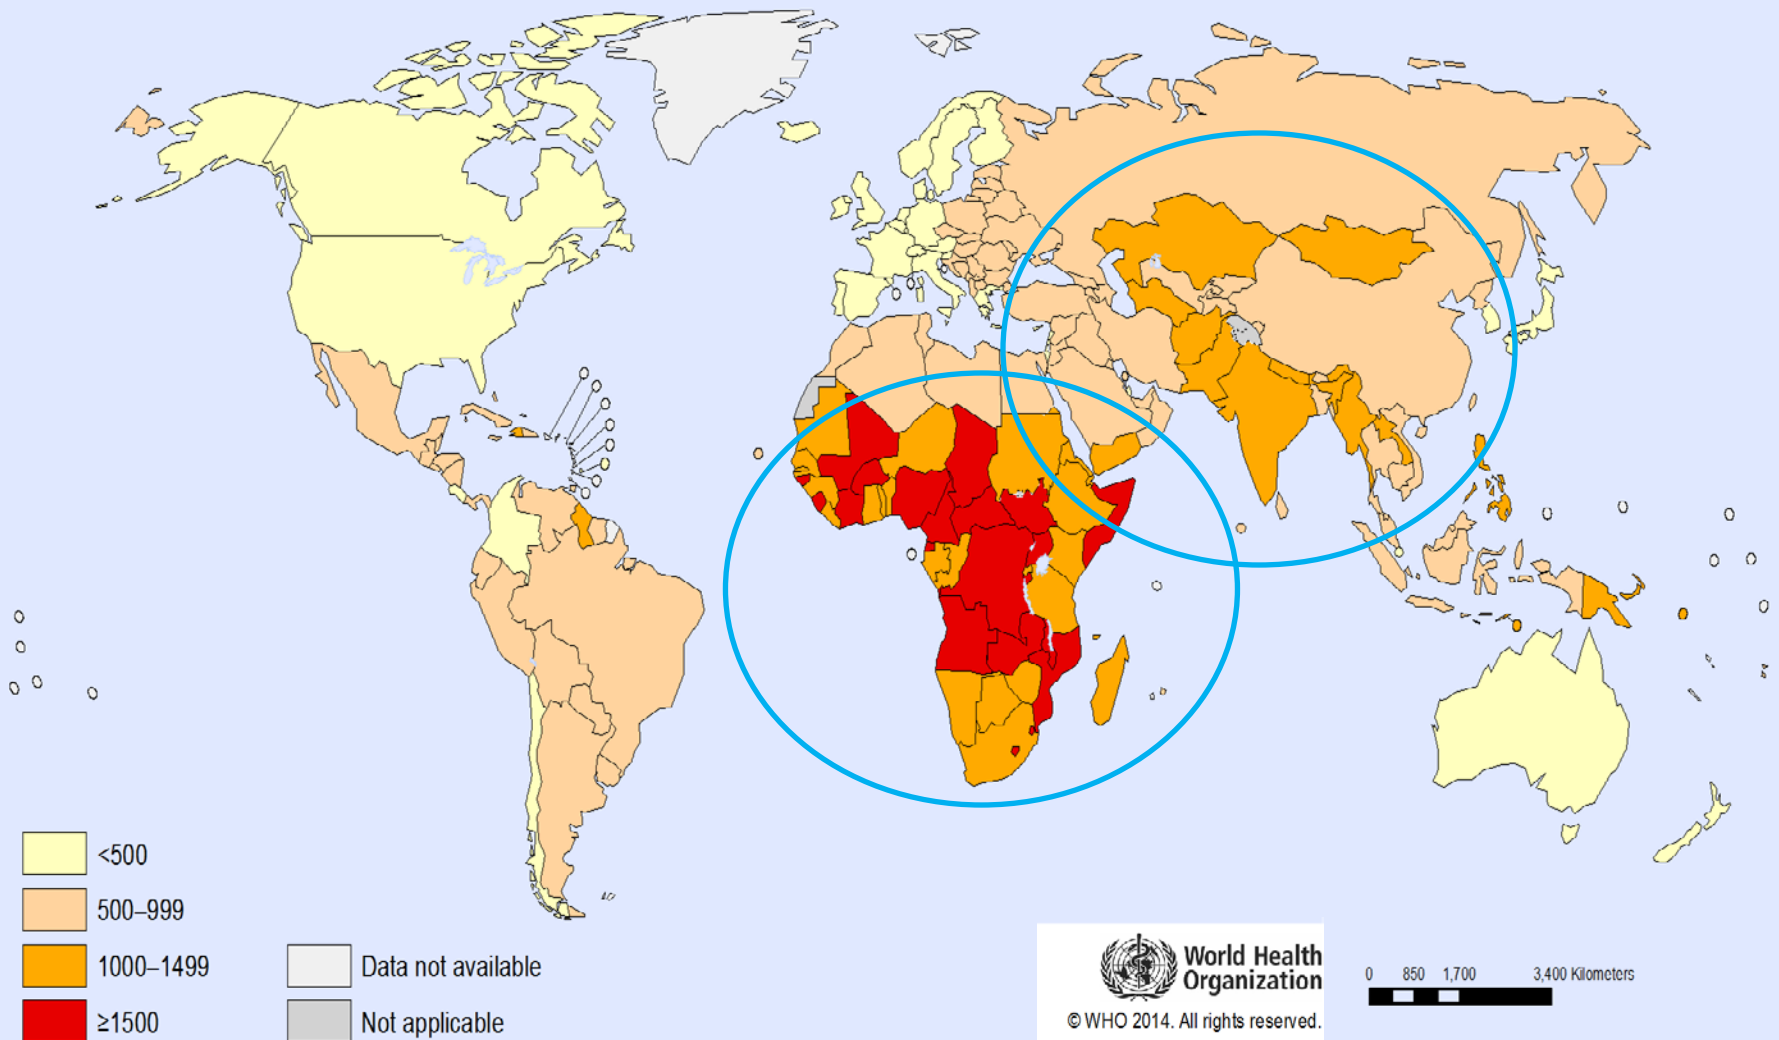 <500
500–999
1000–1499
≥1500
Data not available
Not applicable
World Health
Organization
© WHO 2014. All rights reserved.
0 850 1,700 3,400 Kilometers